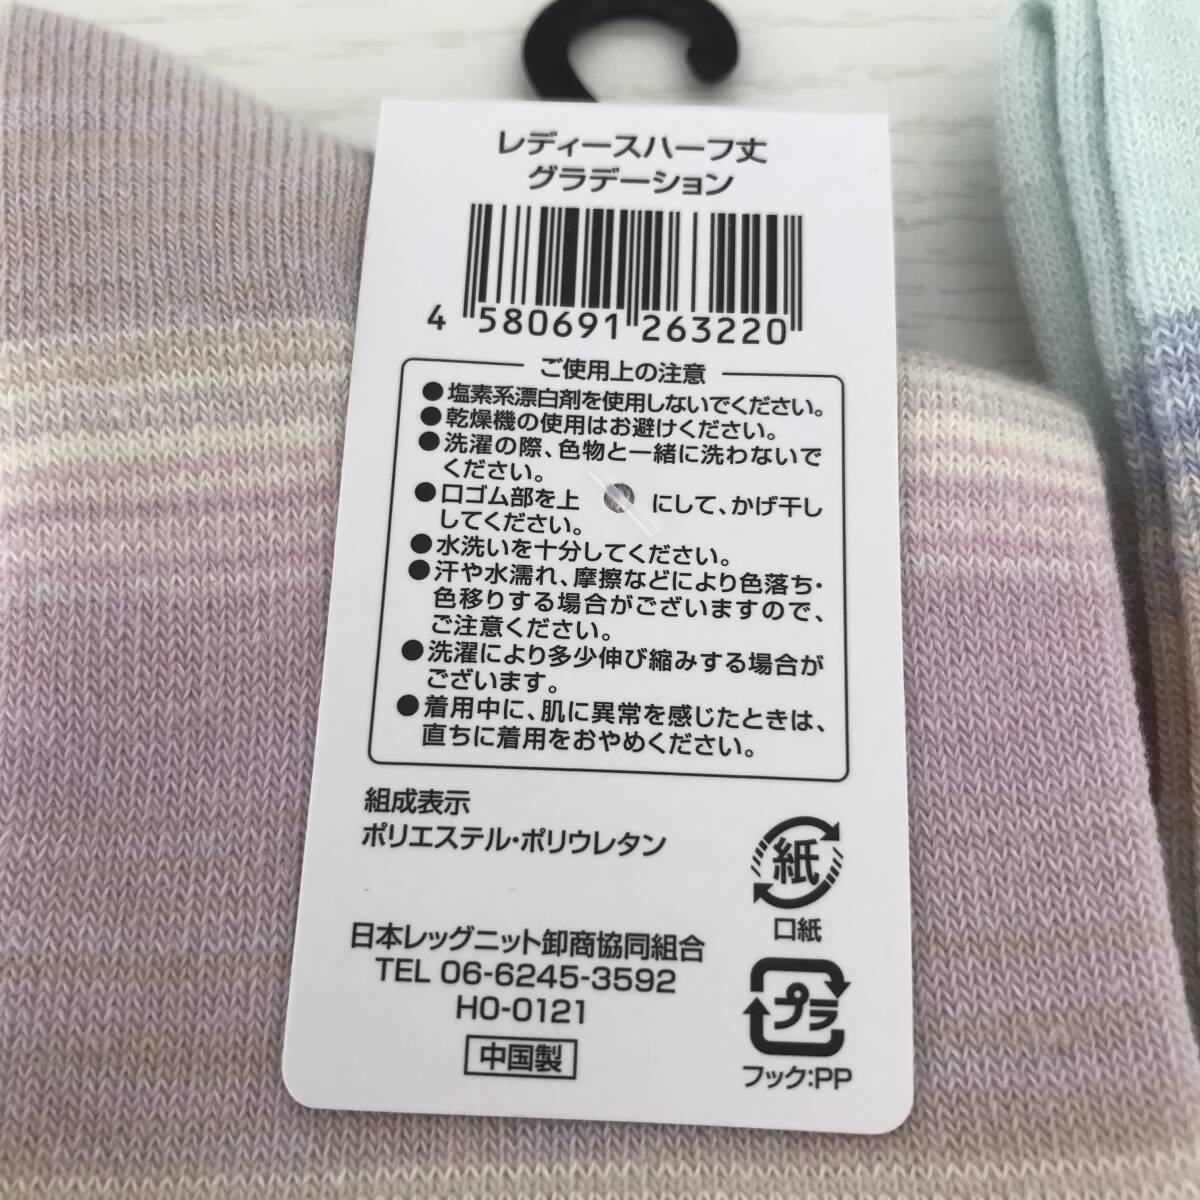 レディースハーフ丈
グラデーション
4 580691 263220
ご使用上の注意
●塩素系漂白剤を使用しないでください。
●乾燥機の使用はお避けください。
●洗濯の際、色物と一緒に洗わないで
ください。
●口ゴム部を上 にして、かげ干し
してください。
●水洗いを十分してください。
●汗や水濡れ、摩擦などにより色落ち・
色移りする場合がございますので、
ご注意ください。
●洗濯により多少伸び縮みする場合が
ございます。
●着用中に、肌に異常を感じたときは、
直ちに着用をおやめください。
組成表示
ポリエステル・ポリウレタン
紙
口紙
日本レッグニット卸商協同組合
TEL 06-6245-3592
HO-0121
中国製
プラ
フック:PP